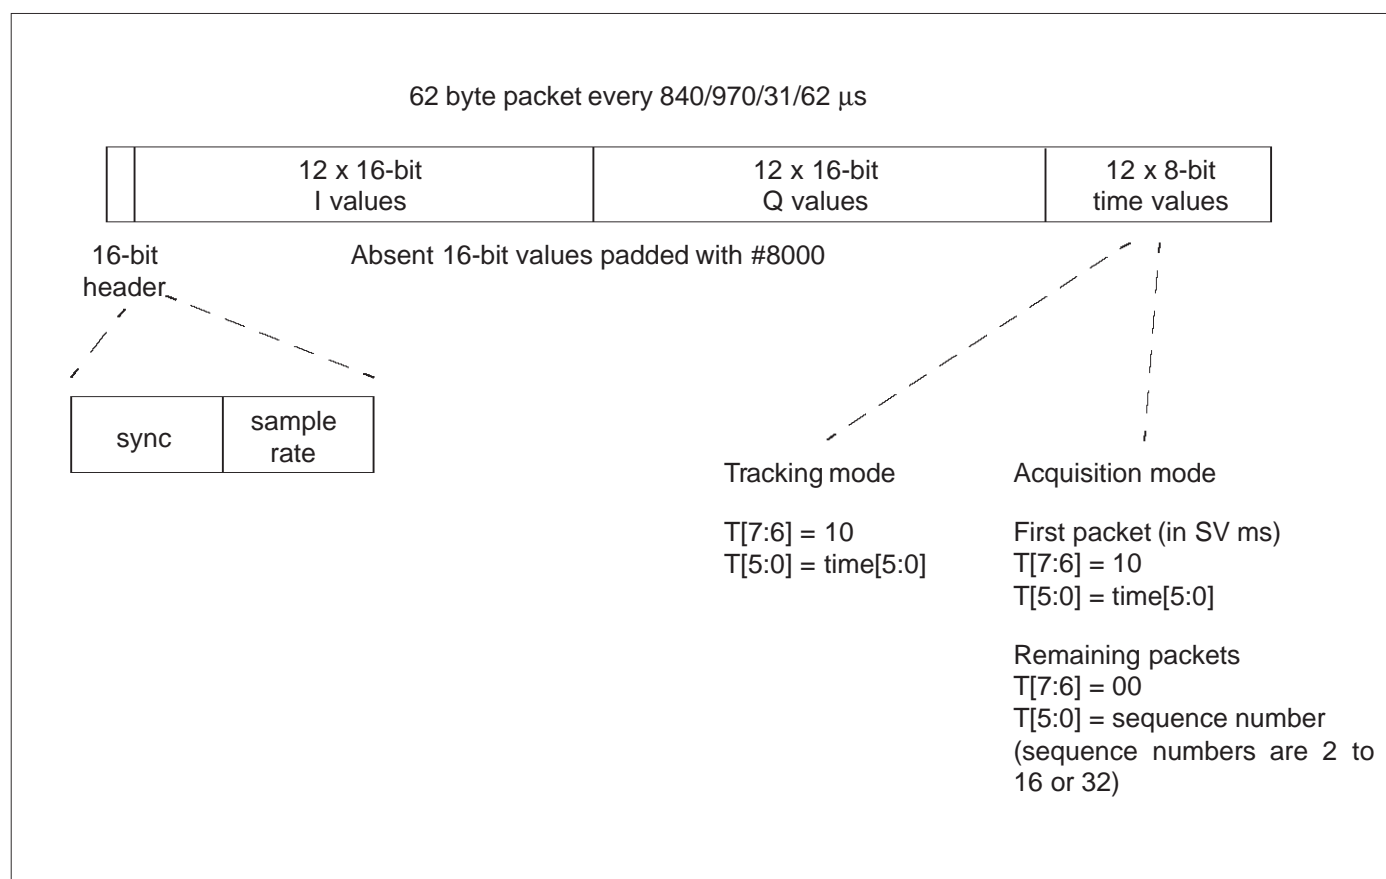 62 byte packet every 840/970/31/62 μs
12 x 16-bit
I values
12 x 16-bit
Q values
12 x 8-bit
time values
16-bit
header
Absent 16-bit values padded with #8000
sync
sample
rate
Tracking mode
T[7:6] = 10
T[5:0] = time[5:0]
Acquisition mode
First packet (in SV ms)
T[7:6] = 10
T[5:0] = time[5:0]
Remaining packets
T[7:6] = 00
T[5:0] = sequence number
(sequence numbers are 2 to
16 or 32)